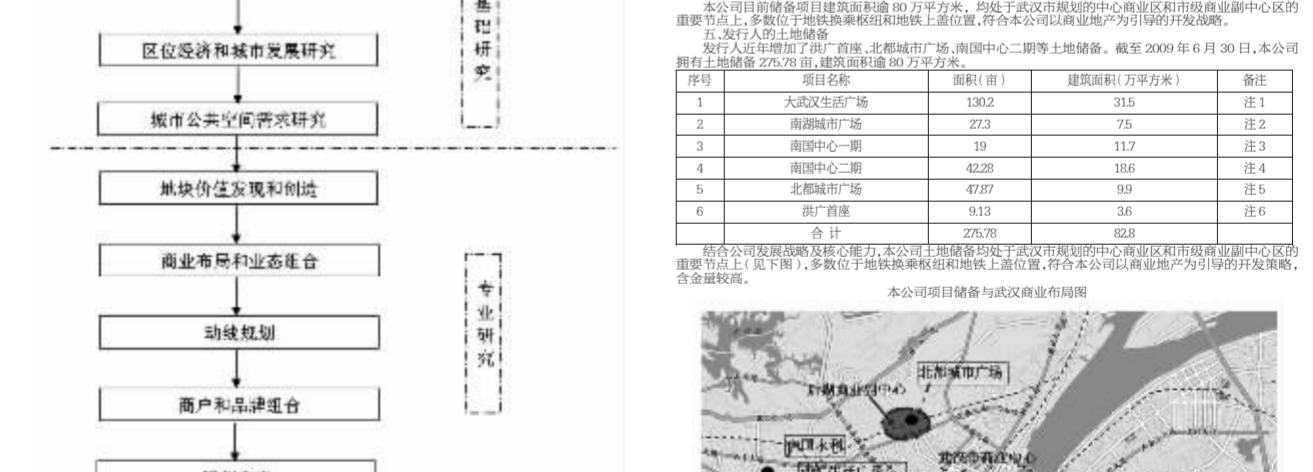 基
础
研
究
区位经济和城市发展研究
城市公共空间需求研究
地块价值发现和创造
商业布局和业态组合
动线规划
商户和品牌组合
专
业
研
究
本公司目前储备项目建筑面积逾 80 万平方米，均处于武汉市规划的中心商业区和市级商业副中心区的
重要节点上，多数位于地铁换乘枢纽和地铁上盖位置，符合本公司以商业地产为引导的开发战略。
五、发行人的土地储备
发行人近年增加了洪广首座、北都城市广场、南国中心二期等土地储备。截至 2009 年 6 月 30 日，本公司
拥有土地储备 275.78 亩，建筑面积逾 80 万平方米。
序号 项目名称 面积（亩） 建筑面积（万平方米） 备注
1 大武汉生活广场 130.2 31.5 注 1
2 南湖城市广场 27.3 7.5 注 2
3 南国中心一期 19 11.7 注 3
4 南国中心二期 42.28 18.6 注 4
5 北都城市广场 47.87 9.9 注 5
6 洪广首座 9.13 3.6 注 6
合 计 275.78 82.8
结合公司发展战略及核心能力，本公司土地储备均处于武汉市规划的中心商业区和市级商业副中心区的
重要节点上（见下图），多数位于地铁换乘枢纽和地铁上盖位置，符合本公司以商业地产为引导的开发策略，
含金量较高。
本公司项目储备与武汉商业布局图
北都城市广场
后湖商业副中心